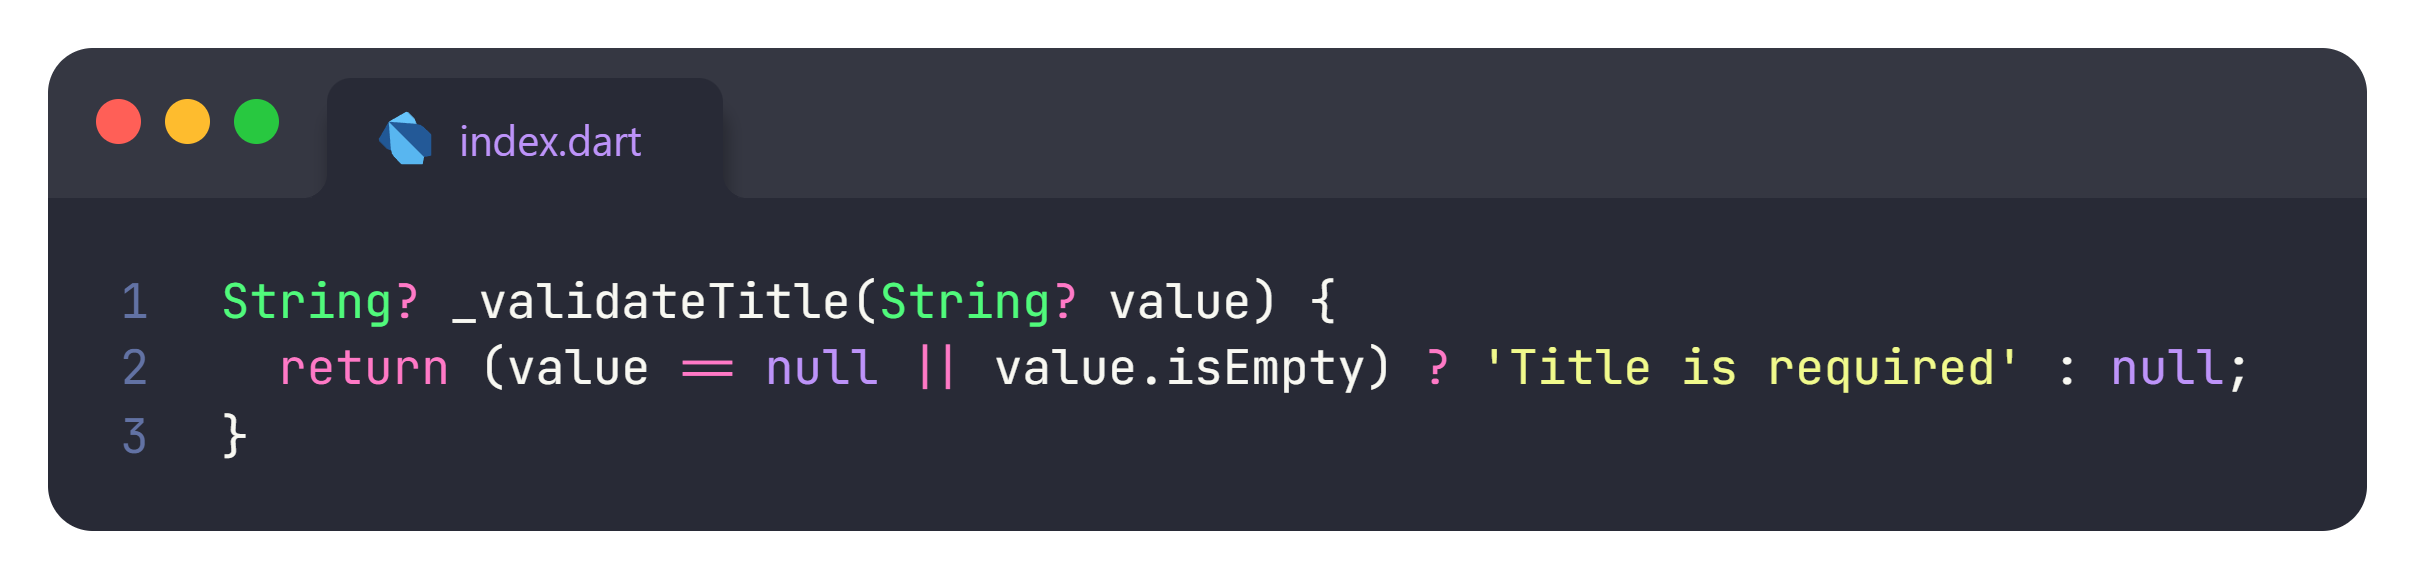 index.dart
1 String? _validateTitle(String? value) {
2   return (value == null || value.isEmpty) ? 'Title is required' : null;
3 }